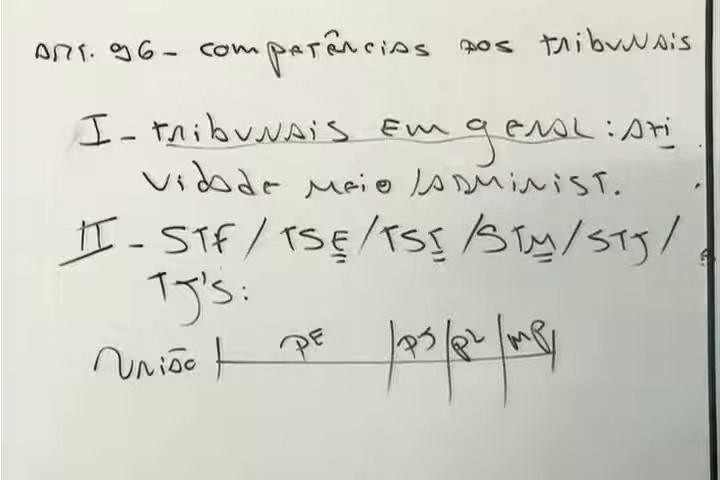 Art. 96 - competências dos tribunais
I - tribunais em geral: ati
vidade meio / administ.
II - STF / TSE / TST / STM / STJ /
TJ's:
União PE PJ PL MP